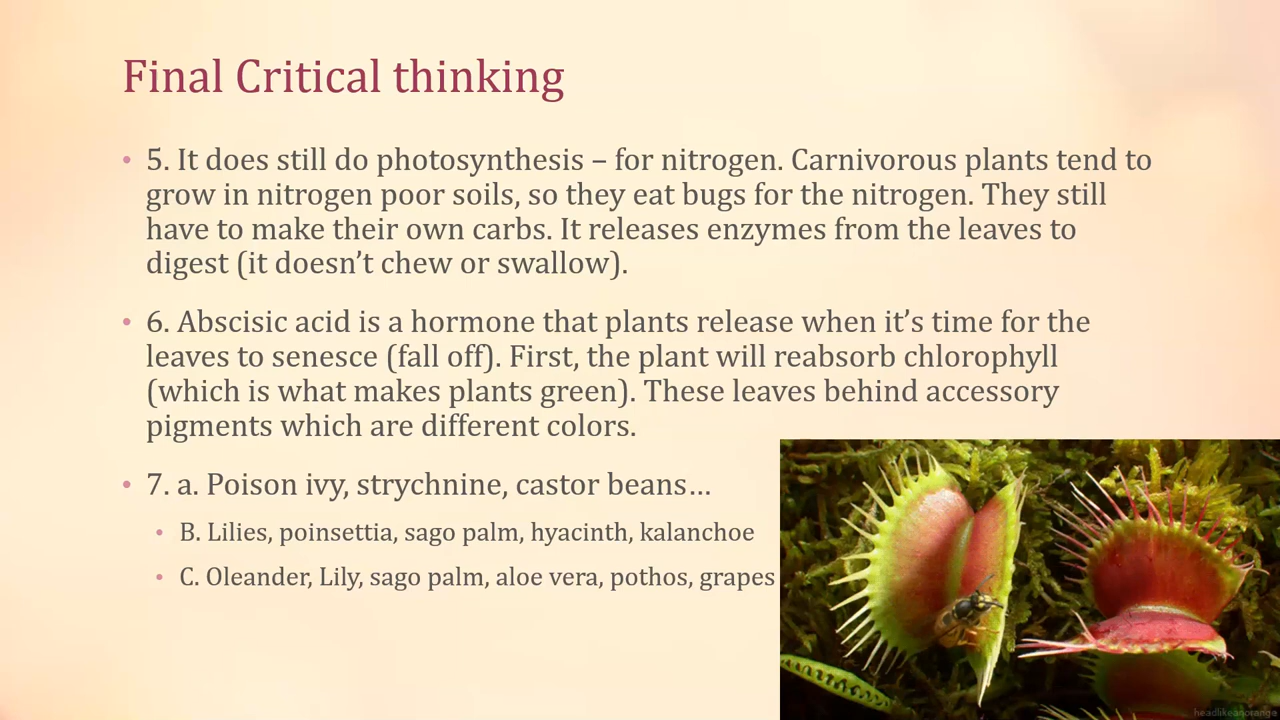 Final Critical thinking
• 5. It does still do photosynthesis – for nitrogen. Carnivorous plants tend to
grow in nitrogen poor soils, so they eat bugs for the nitrogen. They still
have to make their own carbs. It releases enzymes from the leaves to
digest (it doesn’t chew or swallow).
• 6. Abscisic acid is a hormone that plants release when it’s time for the
leaves to senesce (fall off). First, the plant will reabsorb chlorophyll
(which is what makes plants green). These leaves behind accessory
pigments which are different colors.
• 7. a. Poison ivy, strychnine, castor beans…
• B. Lilies, poinsettia, sago palm, hyacinth, kalanchoe
• C. Oleander, Lily, sago palm, aloe vera, pothos, grapes
headlikeanorange